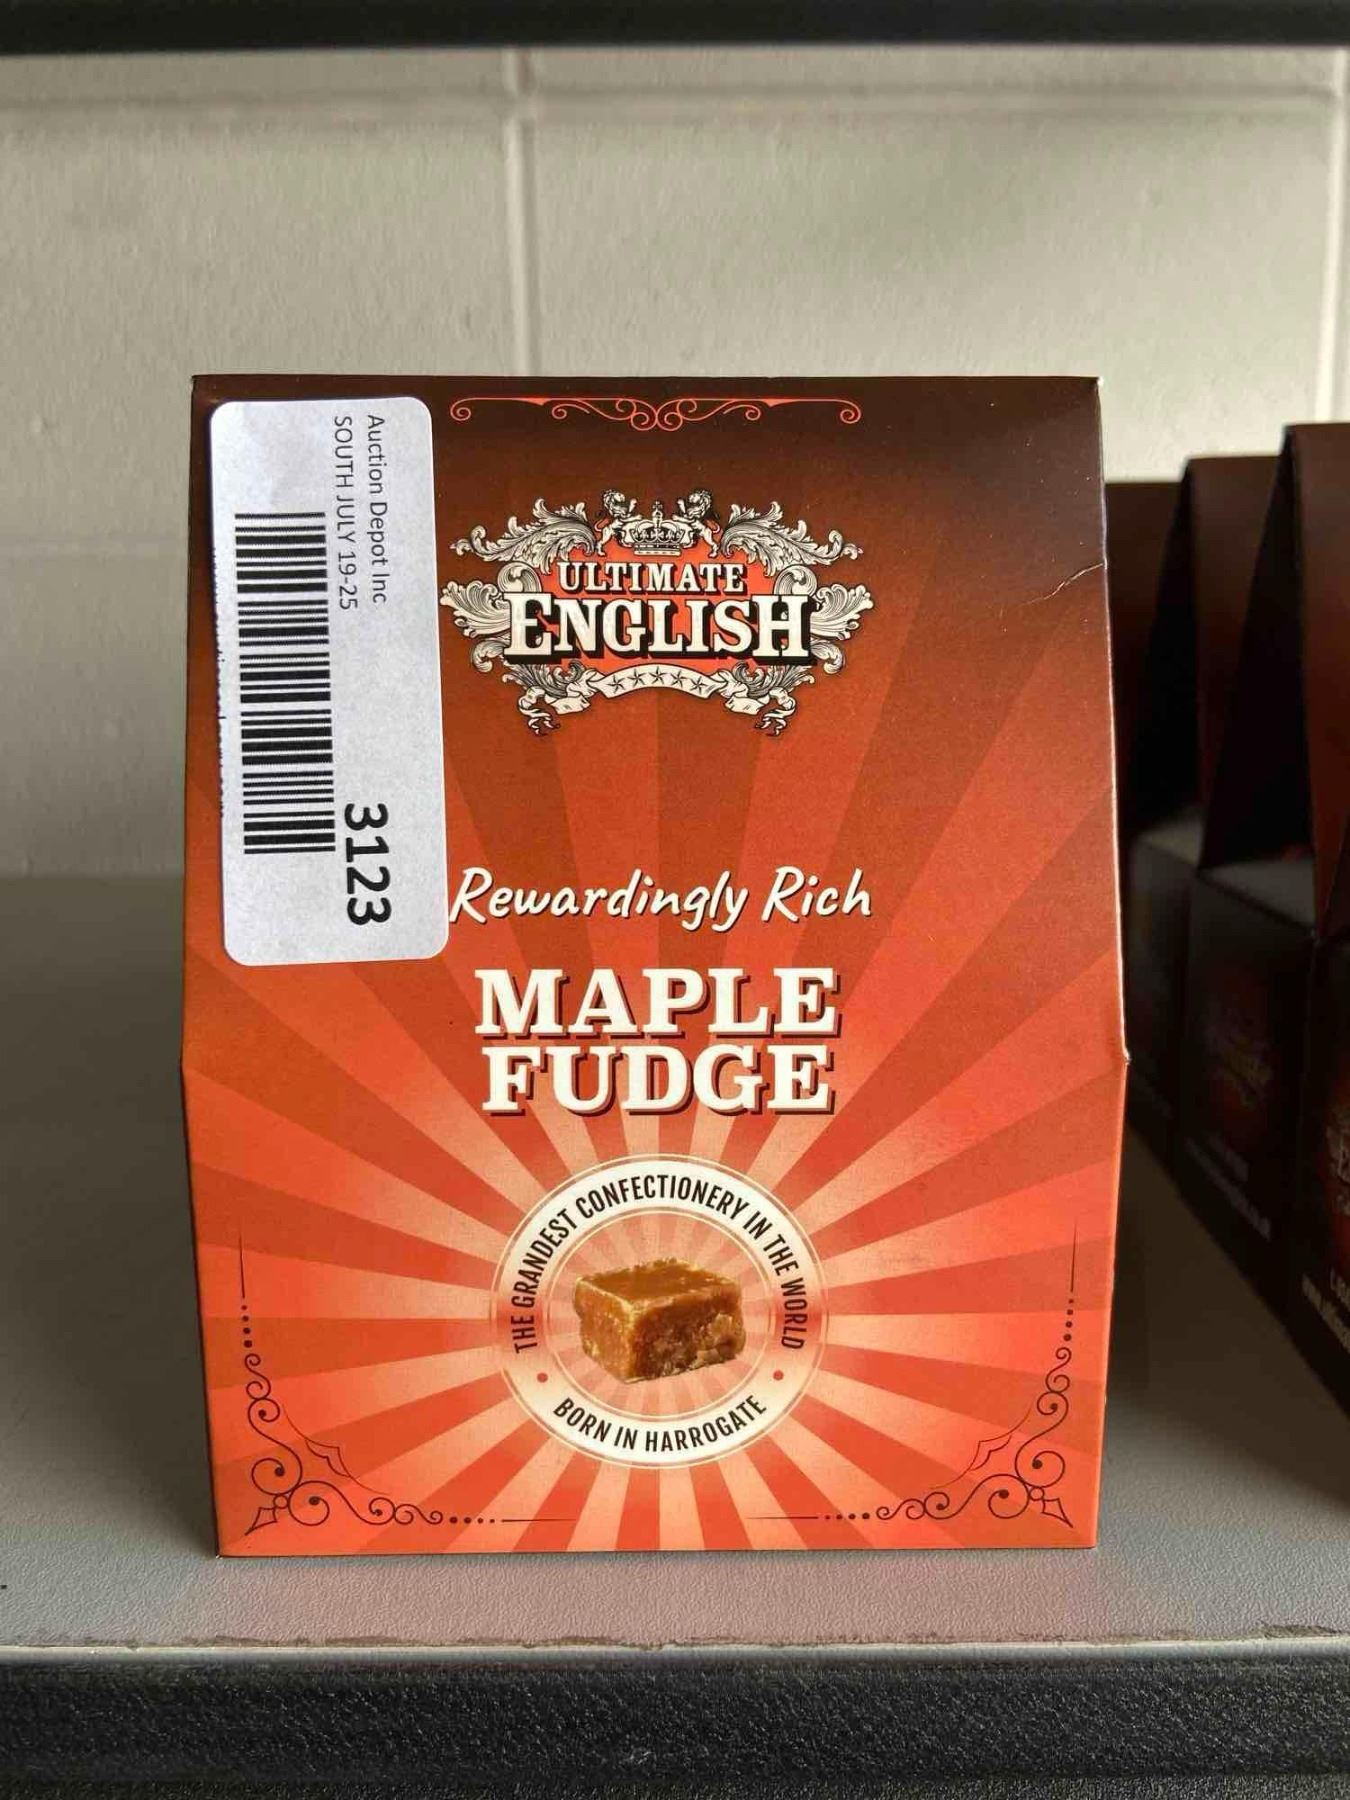 Auction Depot Inc
SOUTH JULY 19-25
3123
ULTIMATE
ENGLISH
Rewardingly Rich
MAPLE
FUDGE
THE GRANDEST CONFECTIONERY IN THE WORLD
BORN IN HARROGATE